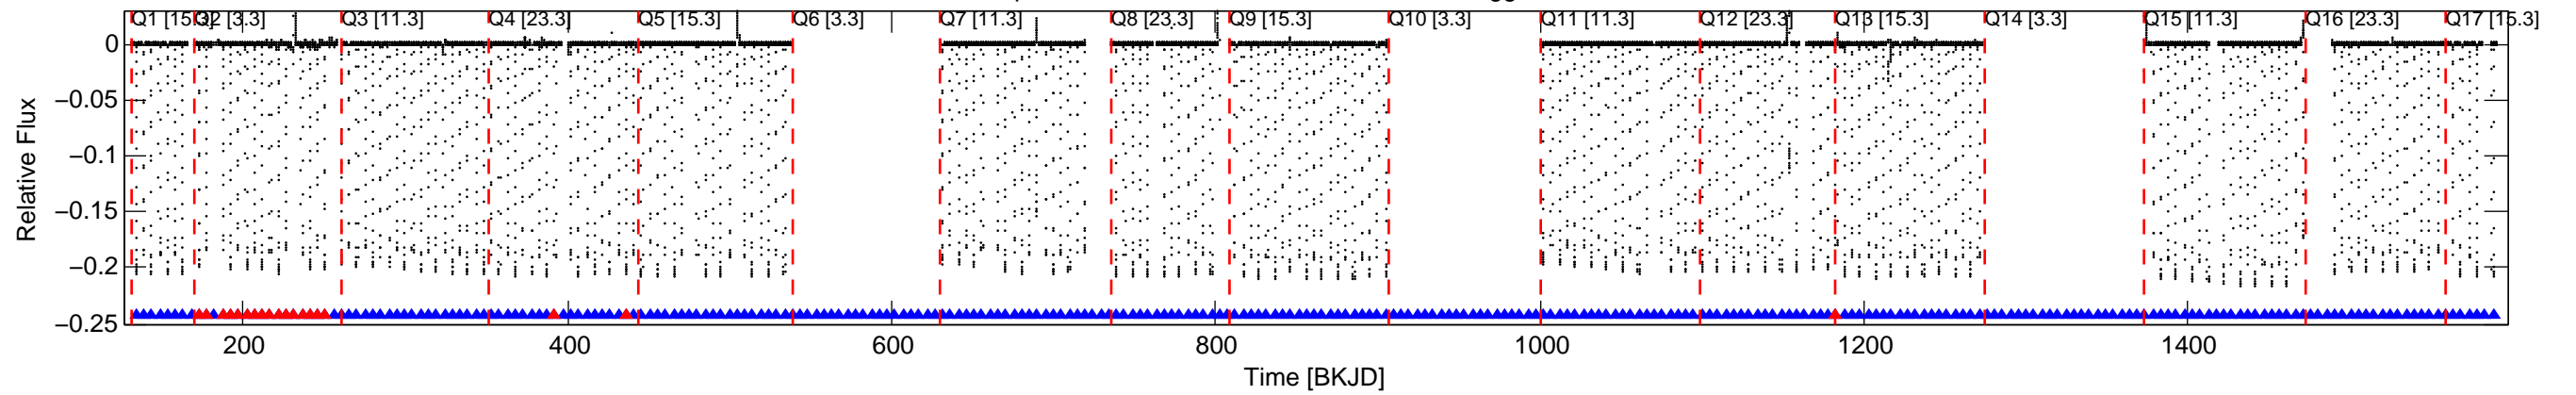 Q1 [15.3] Q2 [3.3] Q3 [11.3] Q4 [23.3] Q5 [15.3] Q6 [3.3] Q7 [11.3] Q8 [23.3] Q9 [15.3] Q10 [3.3] Q11 [11.3] Q12 [23.3] Q13 [15.3] Q14 [3.3] Q15 [11.3] Q16 [23.3] Q17 [15.3]
0
−0.05
−0.1
−0.15
−0.2
−0.25
Relative Flux
200 400 600 800 1000 1200 1400
Time [BKJD]